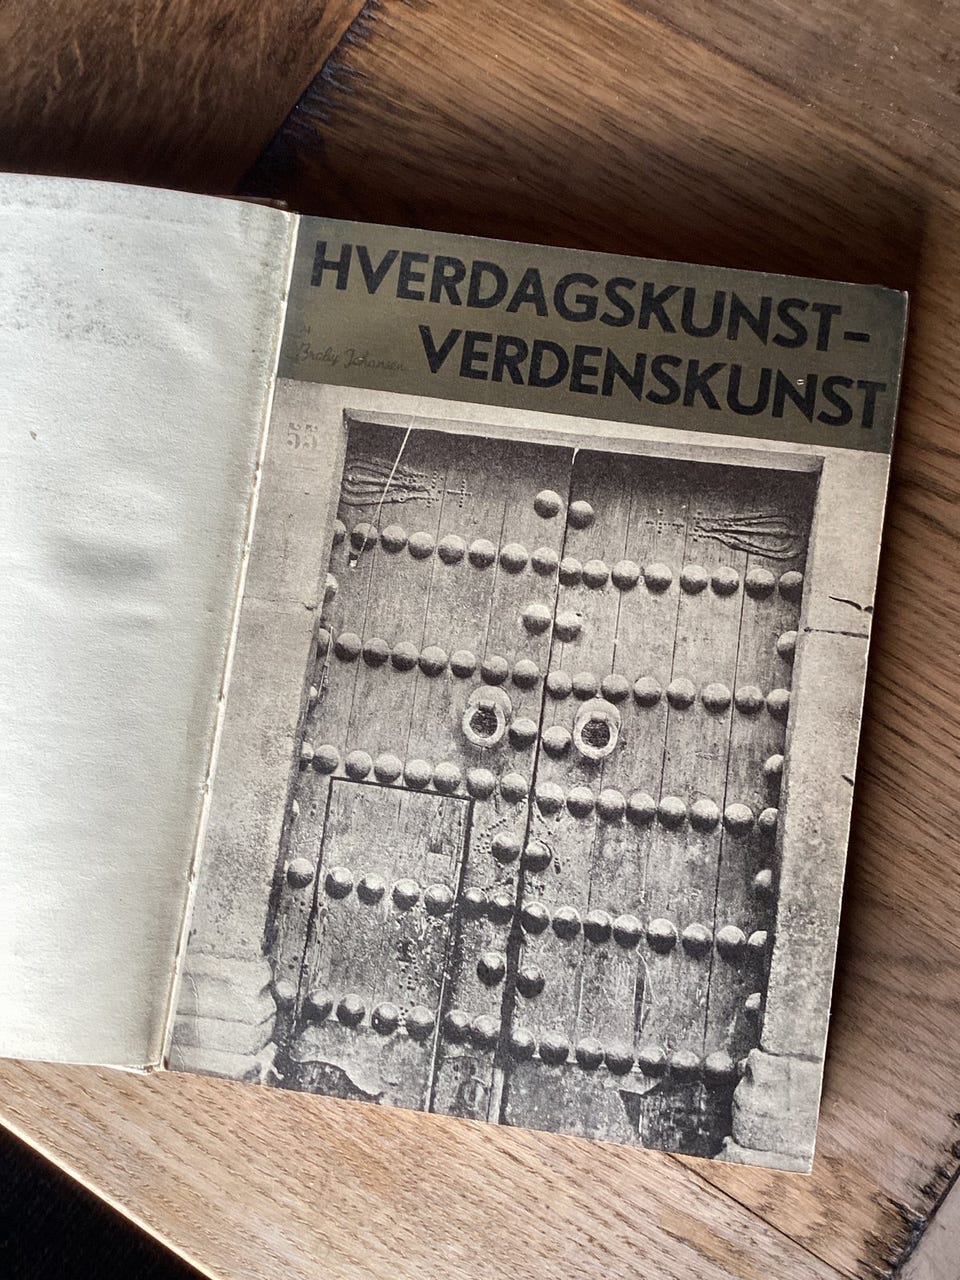 HVERDAGSKUNST-
VERDENSKUNST
Broby Johansen
55